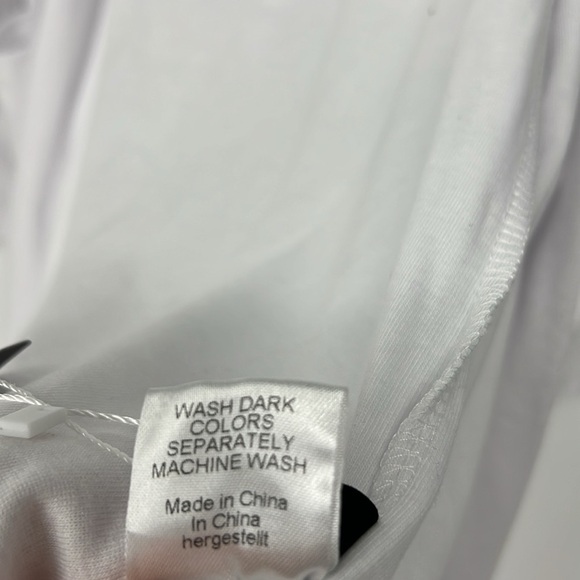 WASH DARK
COLORS
SEPARATELY
MACHINE WASH
Made in China
In China
hergestellt